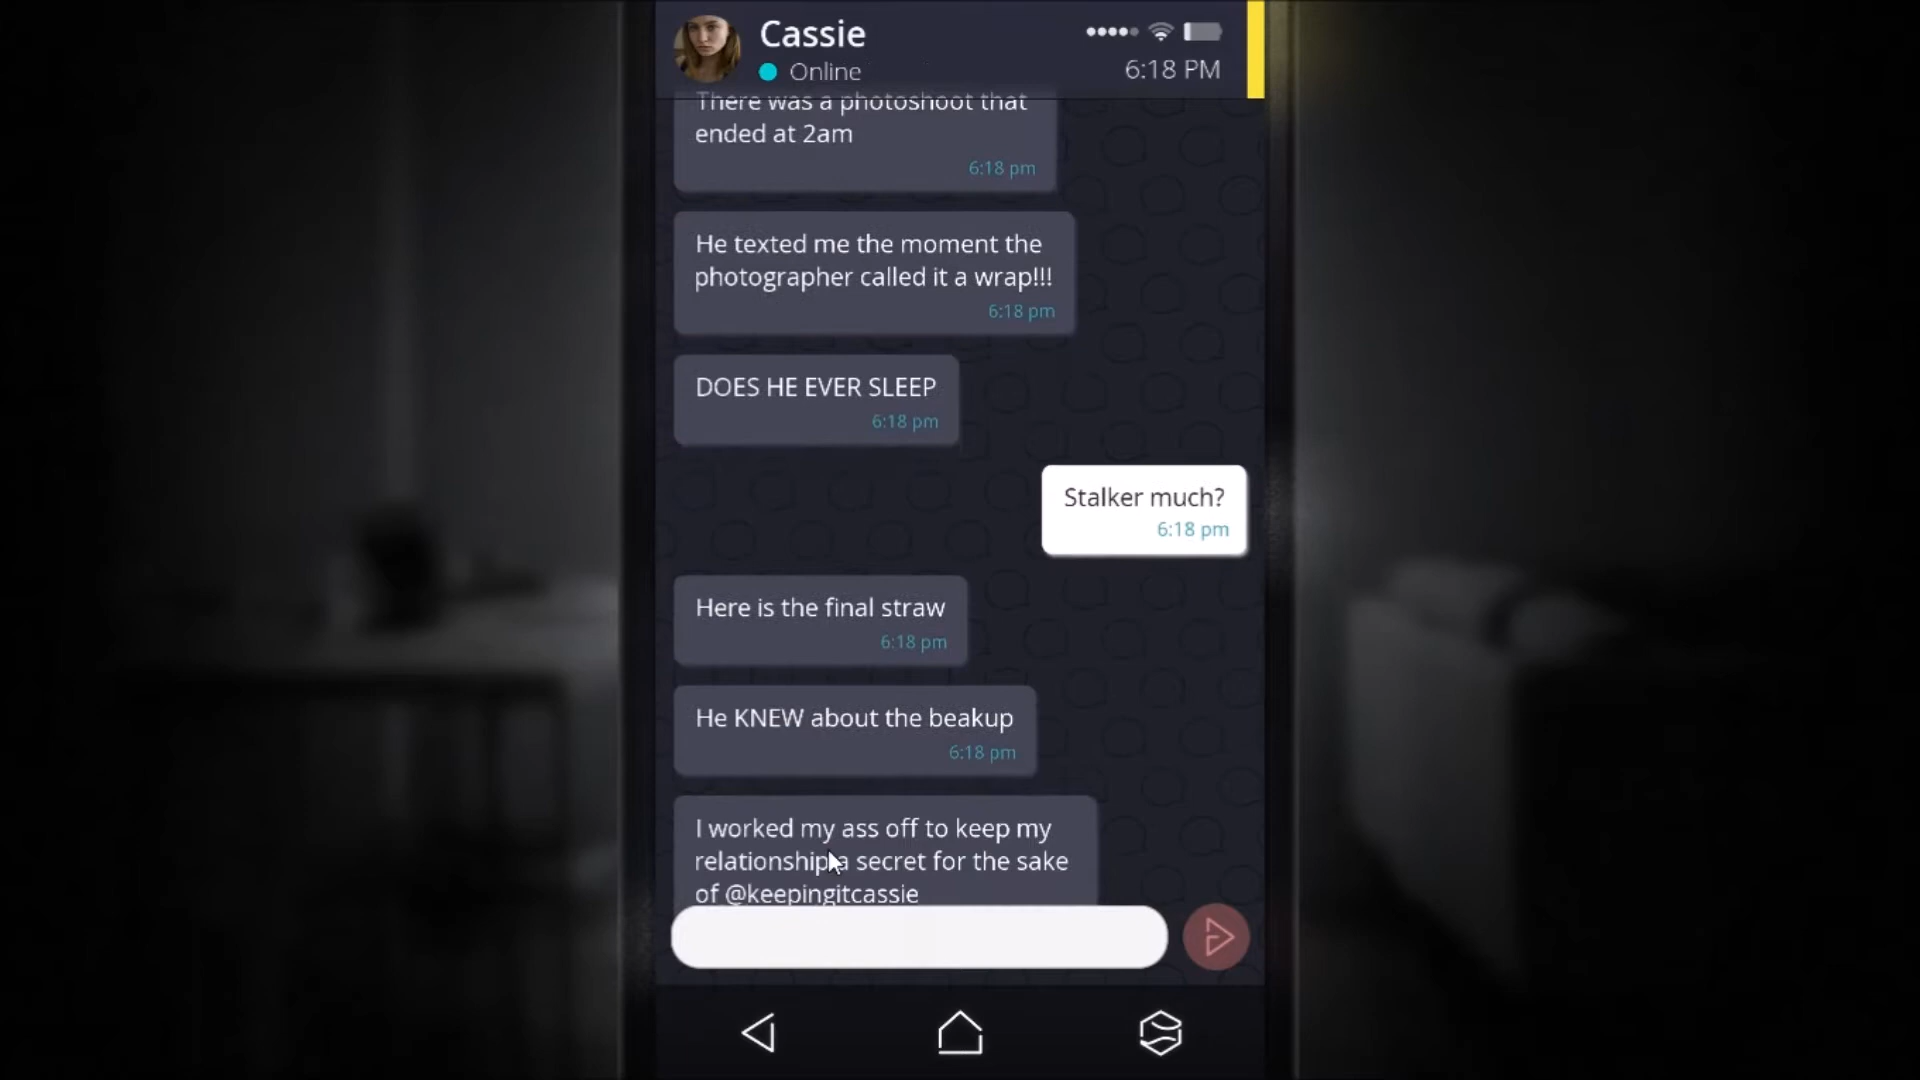 Cassie
Online
6:18 PM
There was a photoshoot that
ended at 2am
6:18 pm
He texted me the moment the
photographer called it a wrap!!!
6:18 pm
DOES HE EVER SLEEP
6:18 pm
Stalker much?
6:18 pm
Here is the final straw
6:18 pm
He KNEW about the beakup
6:18 pm
I worked my ass off to keep my
relationship a secret for the sake
of @keepingitcassie